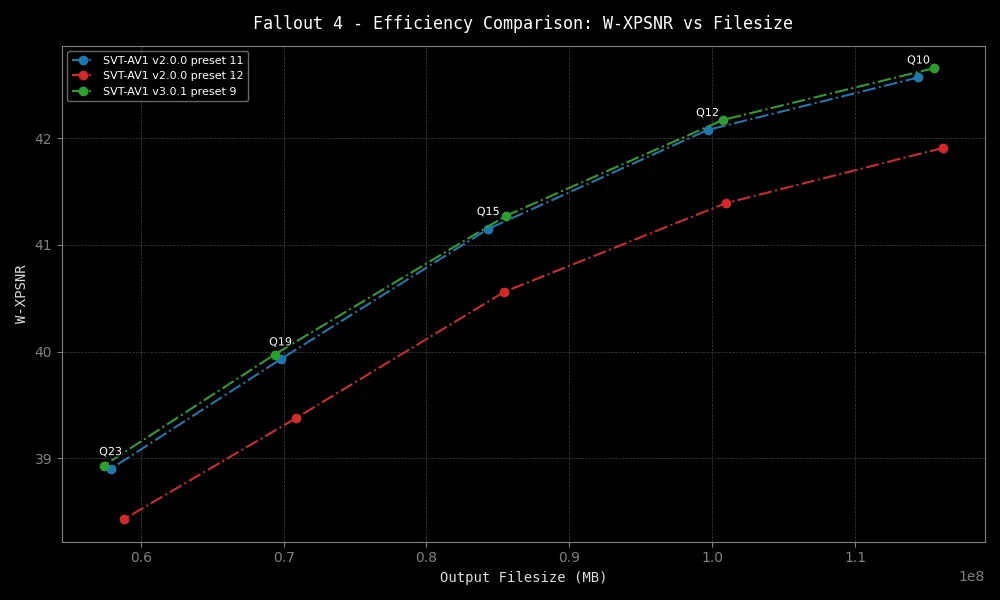 Fallout 4 - Efficiency Comparison: W-XPSNR vs Filesize
SVT-AV1 v2.0.0 preset 11
SVT-AV1 v2.0.0 preset 12
SVT-AV1 v3.0.1 preset 9
Q10
Q12
Q15
Q19
Q23
W-XPSNR
42
41
40
39
0.6 0.7 0.8 0.9 1.0 1.1
1e8
Output Filesize (MB)